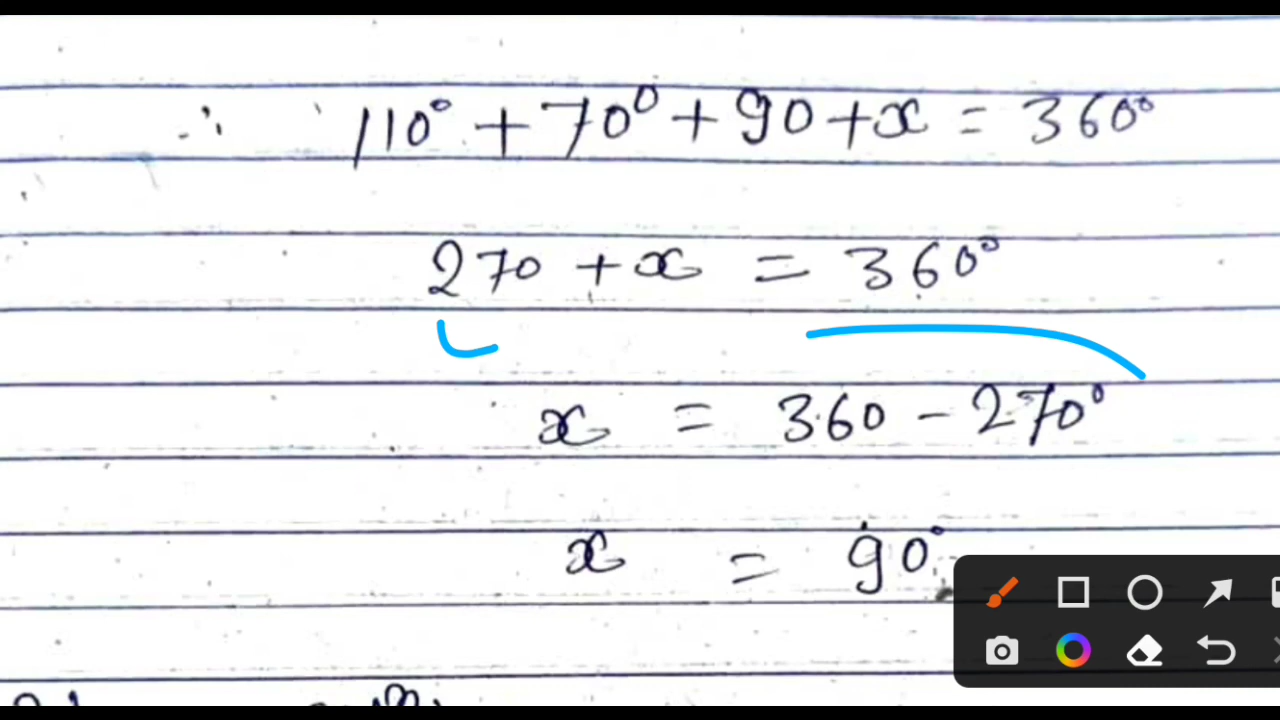 ∴ 110° + 70° + 90 + x = 360°
270 + x = 360°
x = 360 - 270°
x = 90°